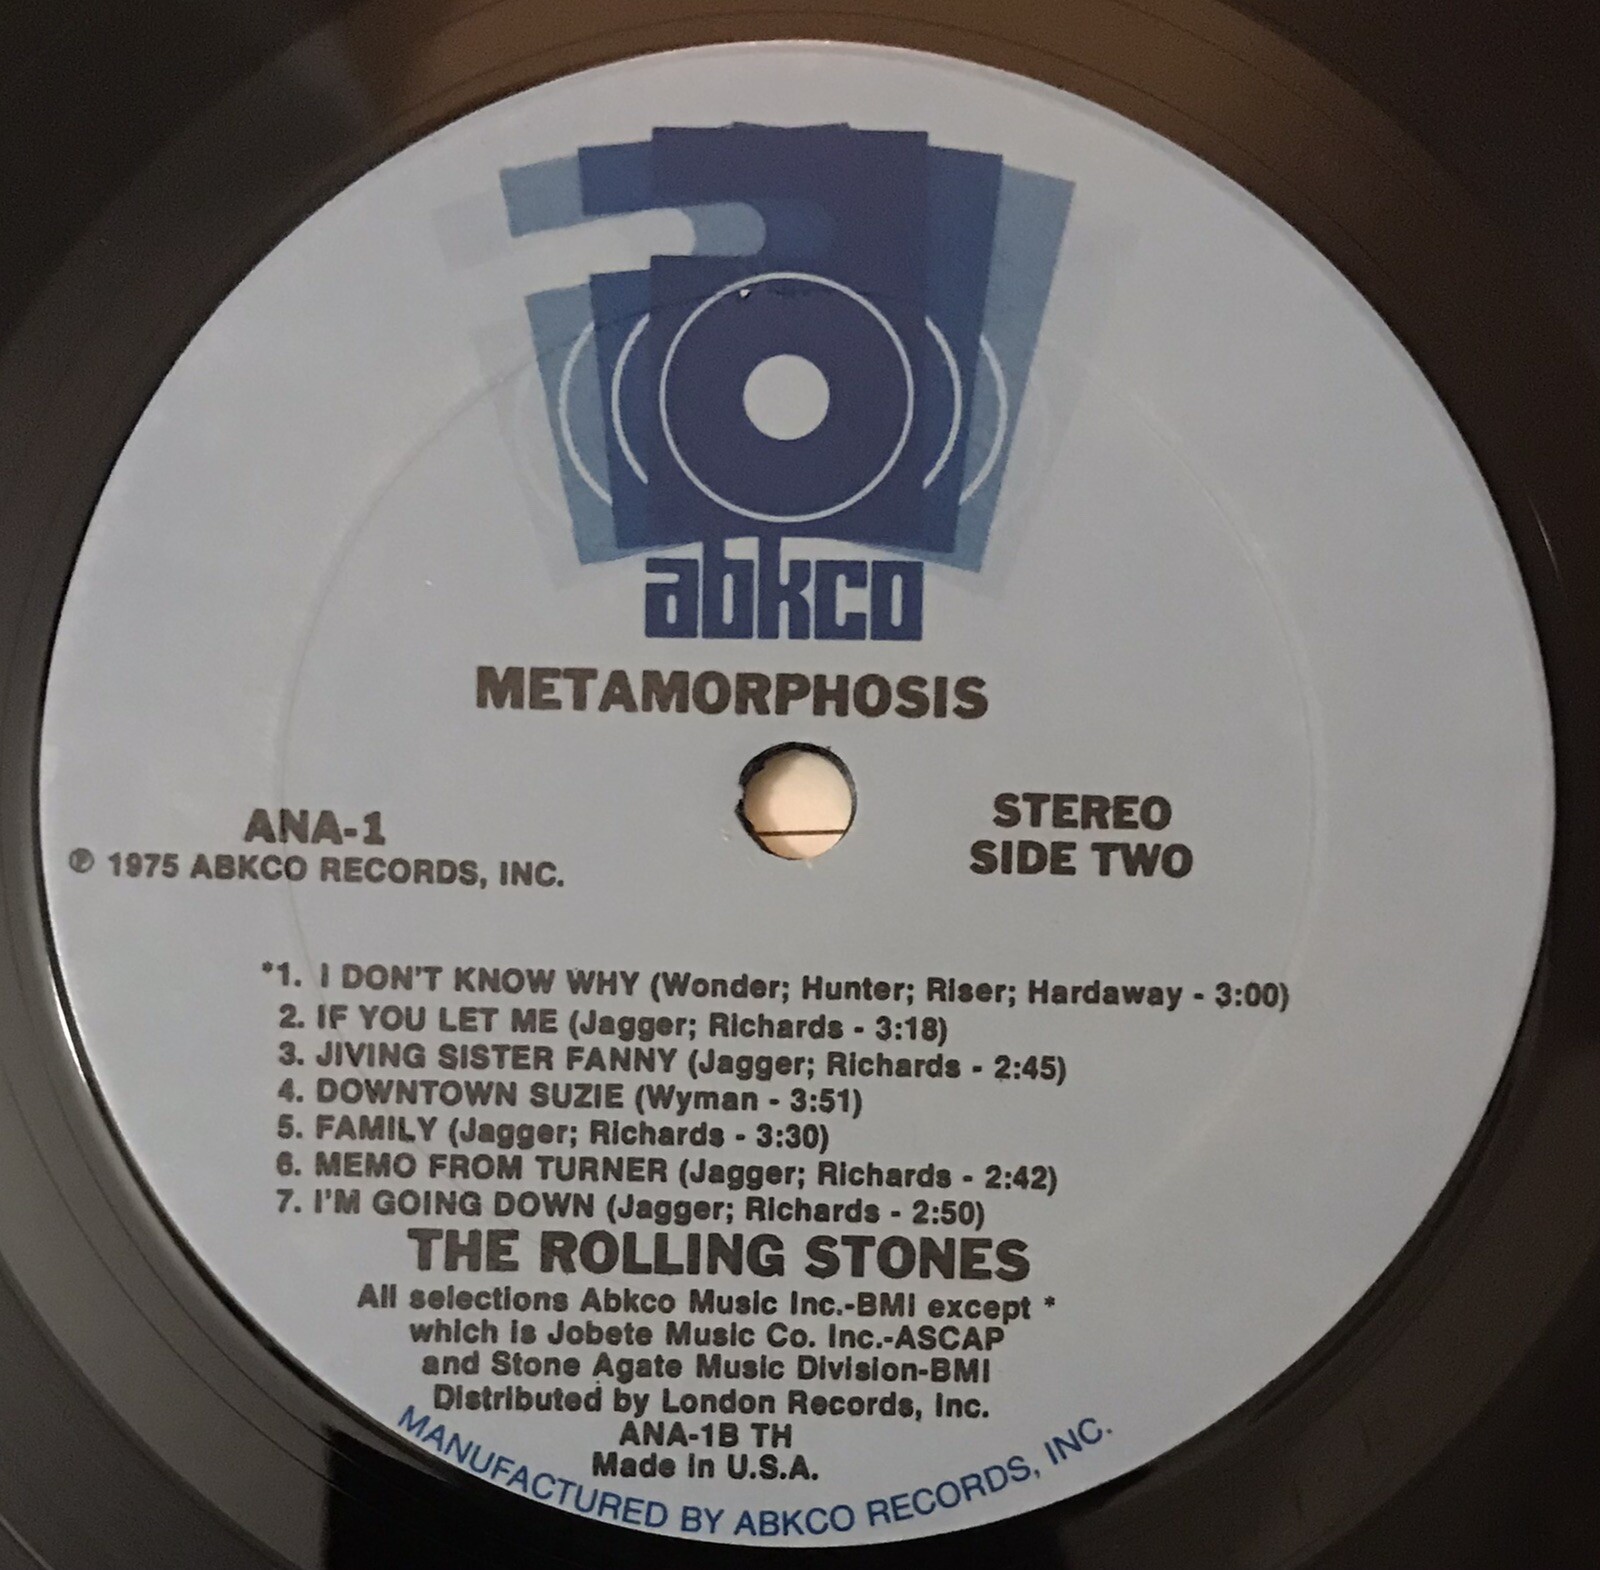 abkco
METAMORPHOSIS
ANA-1
℗ 1975 ABKCO RECORDS, INC.
STEREO
SIDE TWO
*1. I DON'T KNOW WHY (Wonder; Hunter; Riser; Hardaway - 3:00)
2. IF YOU LET ME (Jagger; Richards - 3:18)
3. JIVING SISTER FANNY (Jagger; Richards - 2:45)
4. DOWNTOWN SUZIE (Wyman - 3:51)
5. FAMILY (Jagger; Richards - 3:30)
6. MEMO FROM TURNER (Jagger; Richards - 2:42)
7. I'M GOING DOWN (Jagger; Richards - 2:50)
THE ROLLING STONES
All selections Abkco Music Inc.-BMI except *
which is Jobete Music Co. Inc.-ASCAP
and Stone Agate Music Division-BMI
Distributed by London Records, Inc.
ANA-1B TH
Made in U.S.A.
MANUFACTURED BY ABKCO RECORDS, INC.